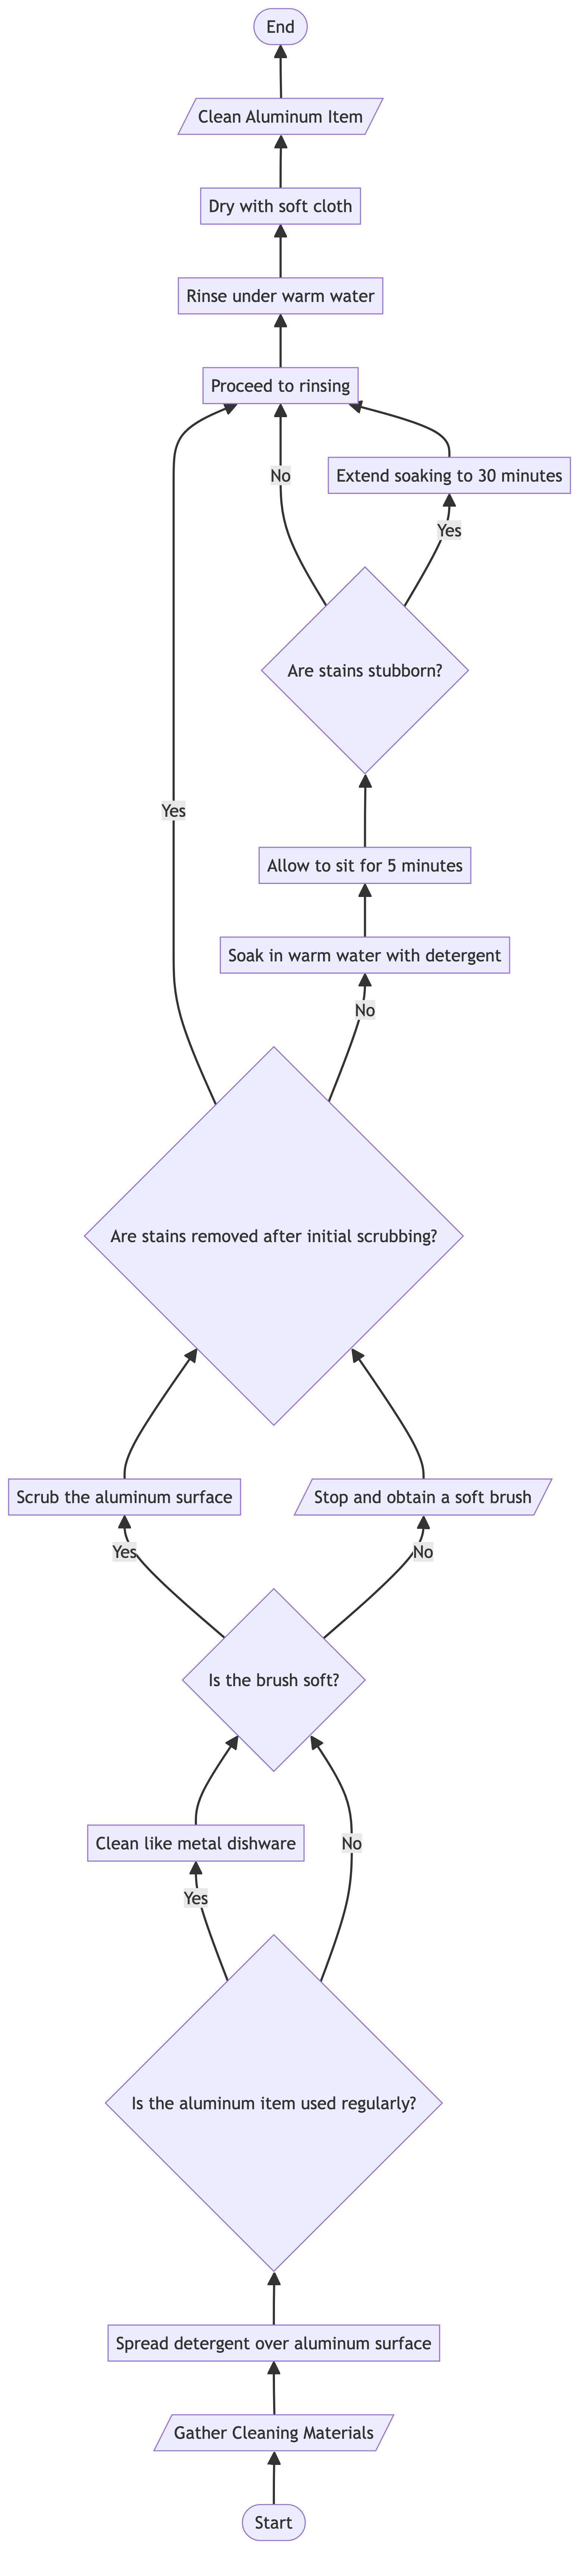 End
Clean Aluminum Item
Dry with soft cloth
Rinse under warm water
Proceed to rinsing
No
Extend soaking to 30 minutes
Yes
Are stains stubborn?
Yes
Allow to sit for 5 minutes
Soak in warm water with detergent
No
Are stains removed after initial scrubbing?
Scrub the aluminum surface
Stop and obtain a soft brush
Yes
No
Is the brush soft?
Clean like metal dishware
No
Yes
Is the aluminum item used regularly?
Spread detergent over aluminum surface
Gather Cleaning Materials
Start